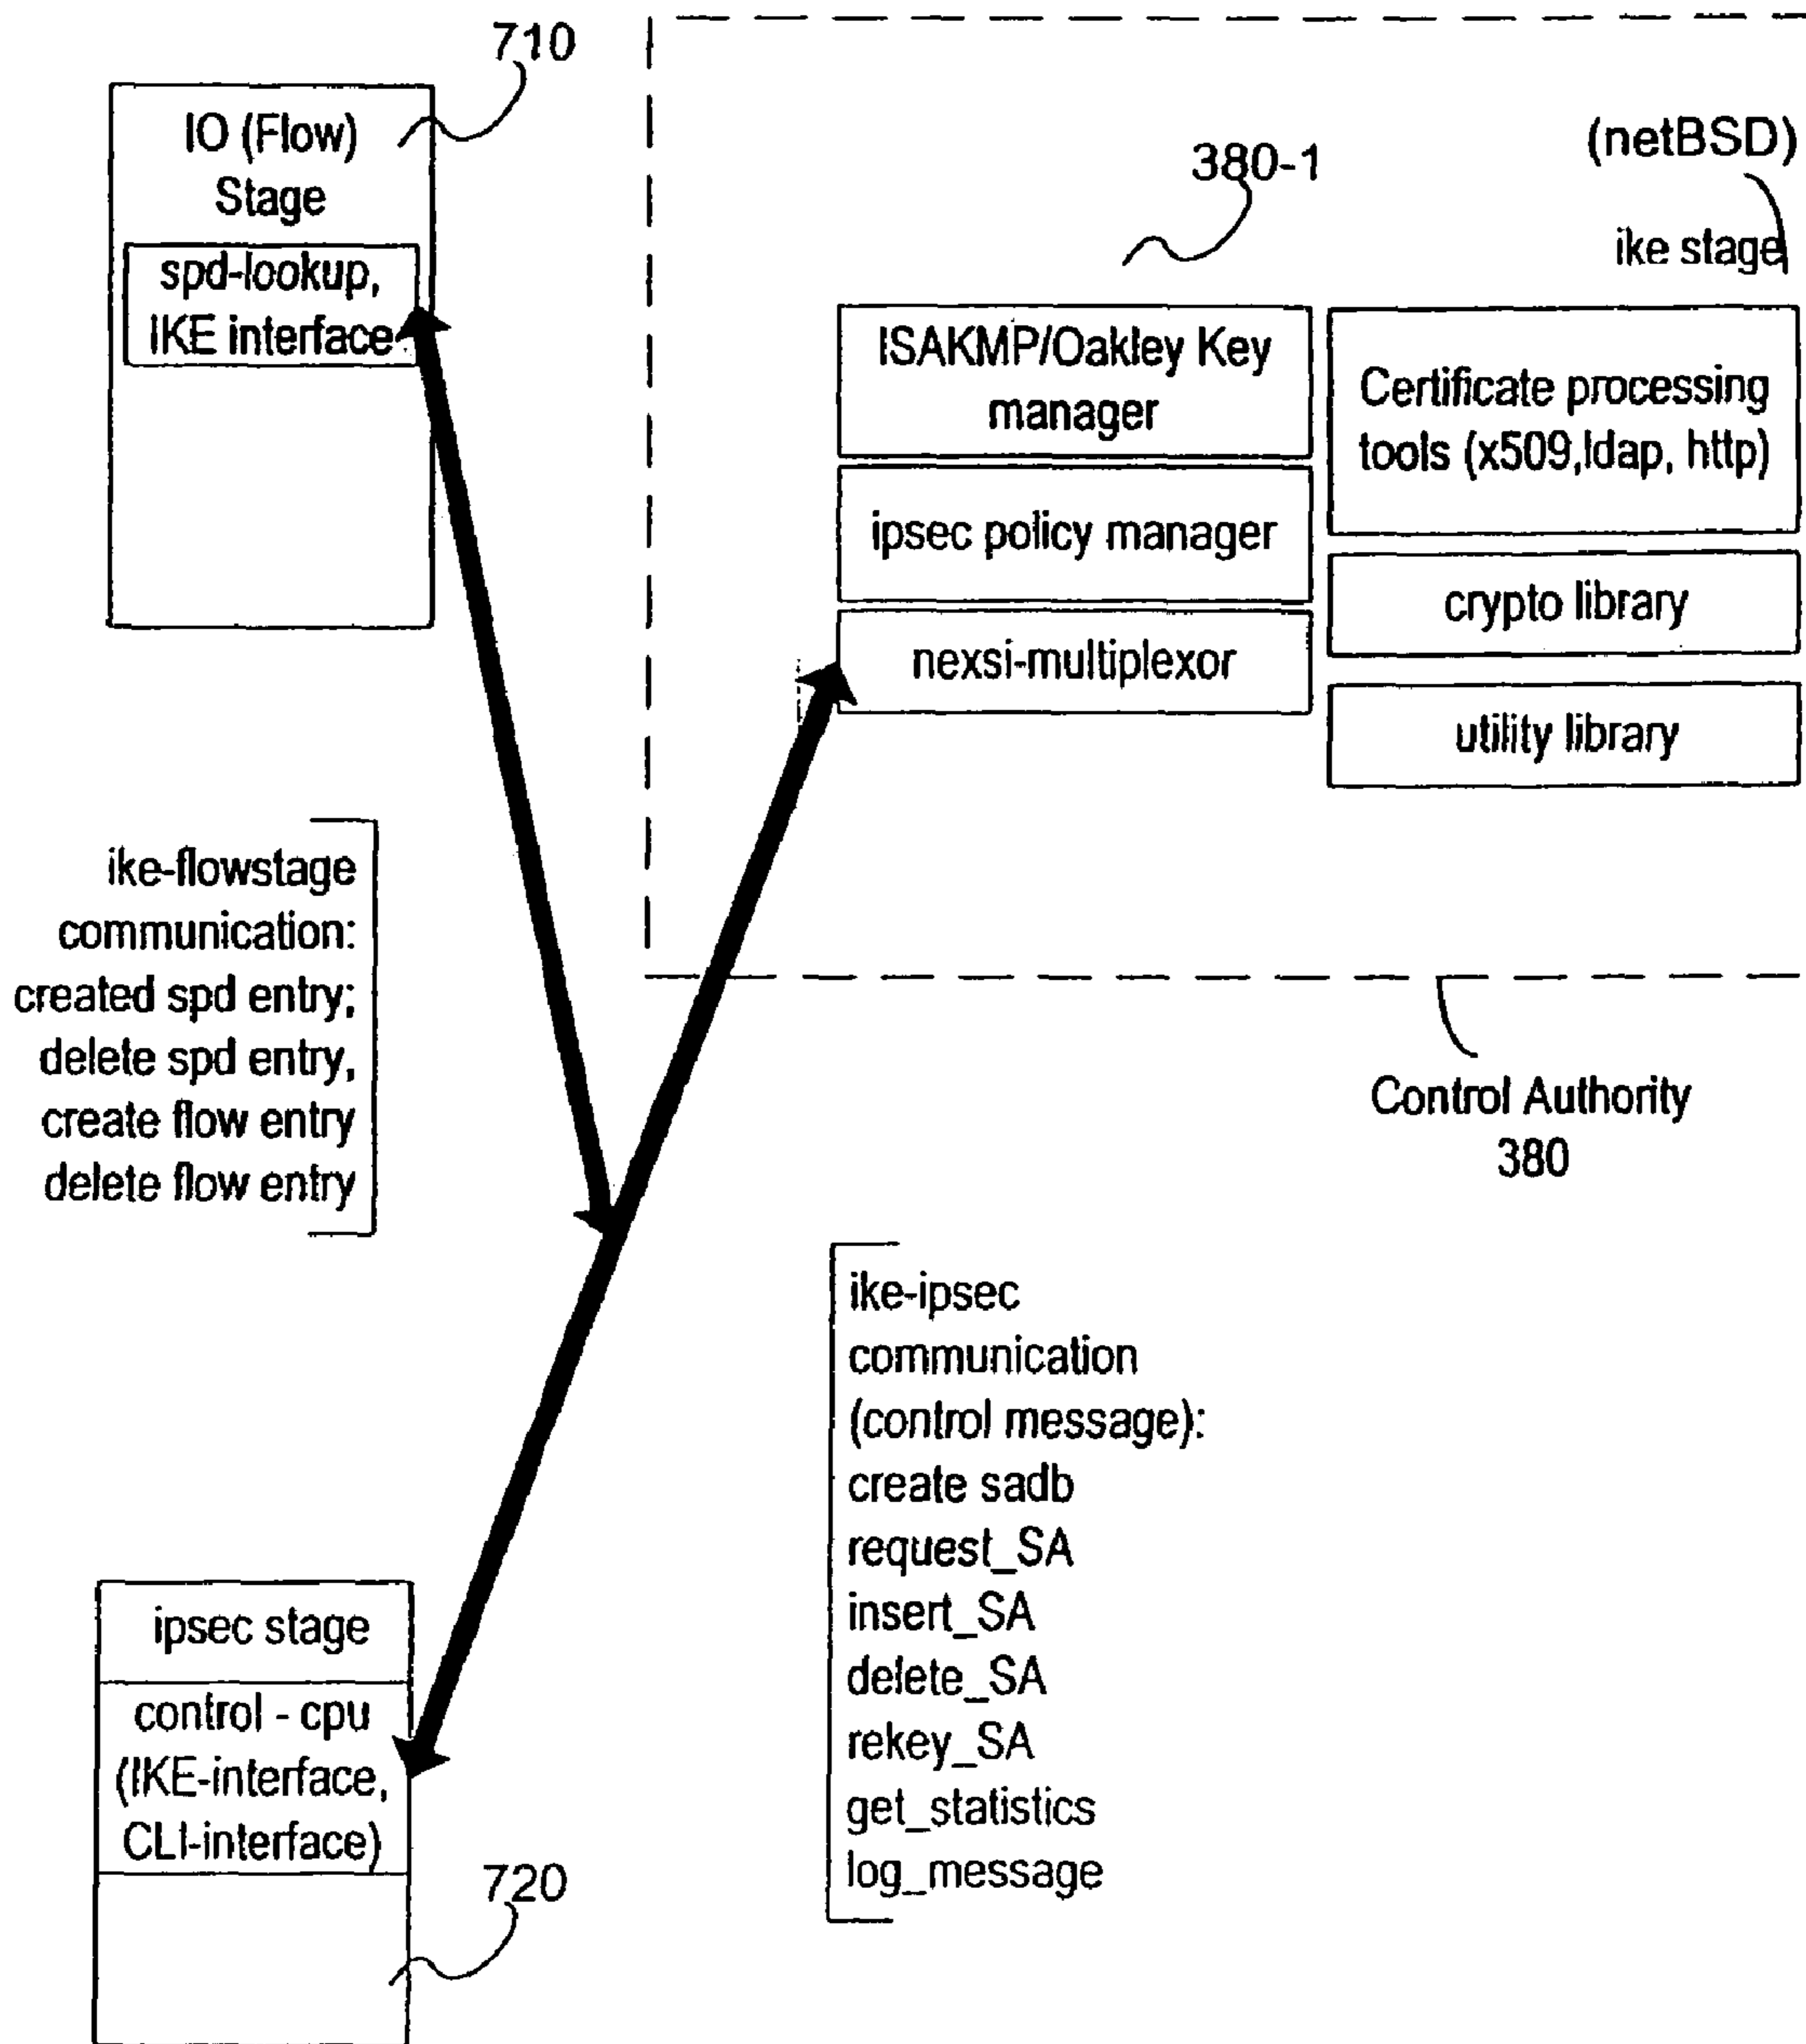 710
IO (Flow)
Stage
spd-lookup,
IKE interface
380-1
(netBSD)
ike stage
ISAKMP/Oakley Key
manager
ipsec policy manager
nexsi-multiplexor
Certificate processing
tools (x509,ldap, http)
crypto library
utility library
ike-flowstage
communication:
created spd entry;
delete spd entry,
create flow entry
delete flow entry
Control Authority
380
ike-ipsec
communication
(control message):
create sadb
request_SA
insert_SA
delete_SA
rekey_SA
get_statistics
log_message
ipsec stage
control - cpu
(IKE-interface,
CLI-interface)
720